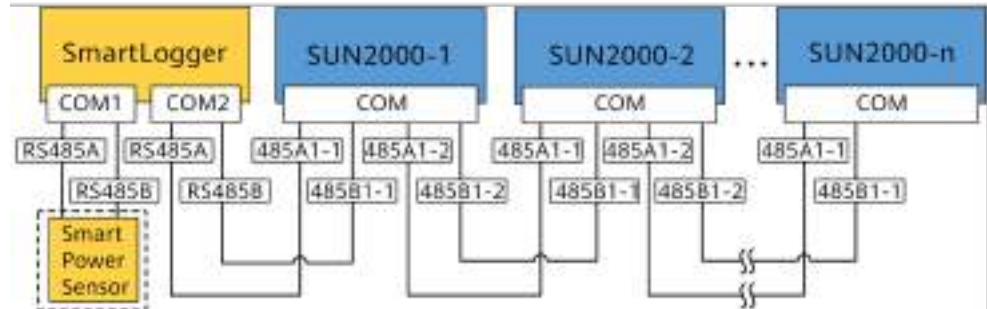 SmartLogger
SUN2000-1
SUN2000-2
...
SUN2000-n
COM1
COM2
COM
COM
COM
RS485A
RS485A
485A1-1
485A1-2
485A1-1
485A1-2
485A1-1
RS485B
RS485B
485B1-1
485B1-2
485B1-1
485B1-2
485B1-1
Smart
Power
Sensor